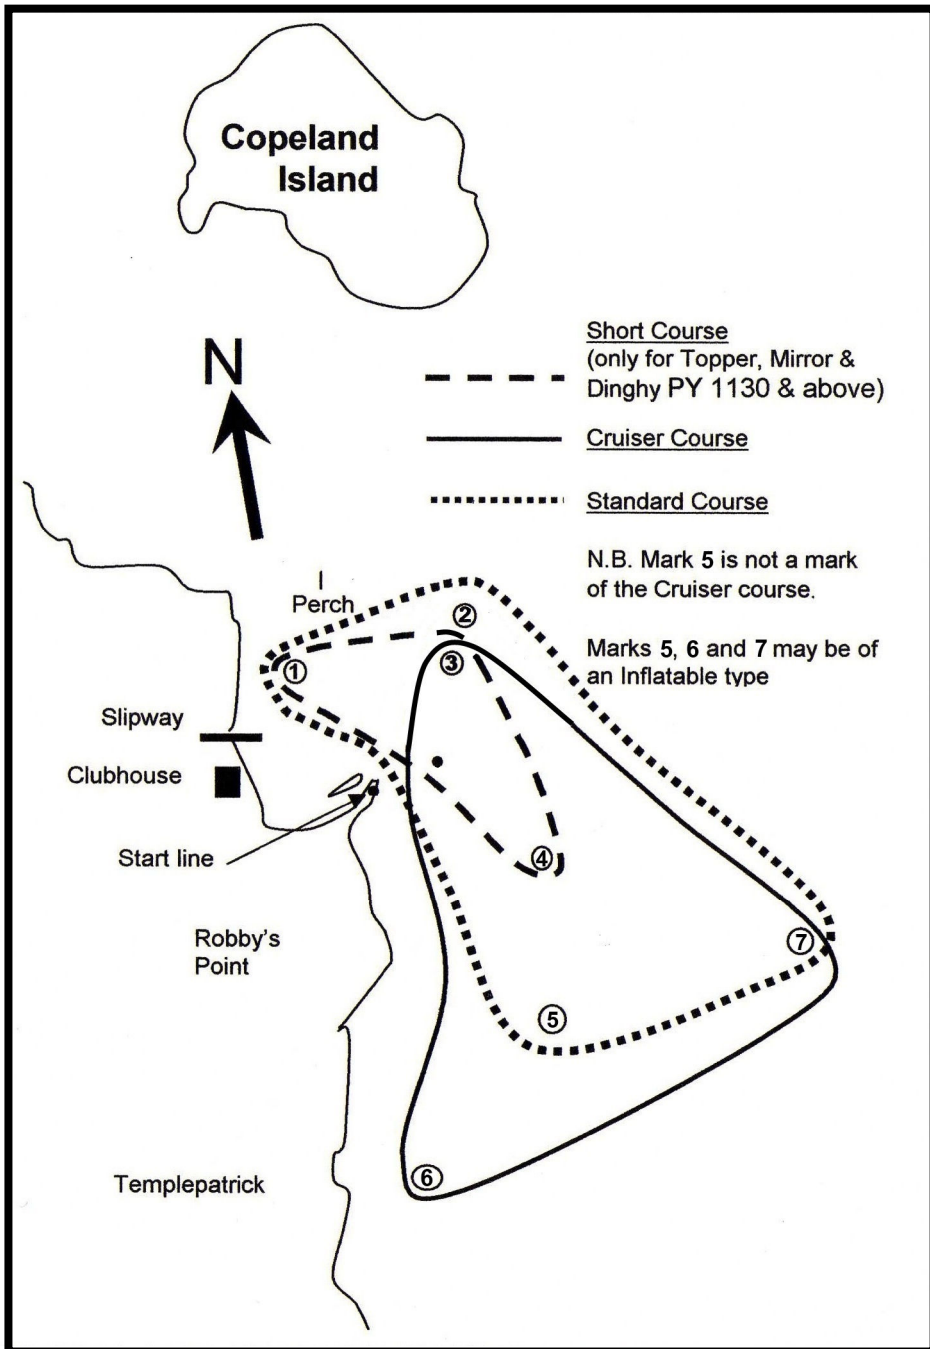 Copeland
Island
N
Short Course
(only for Topper, Mirror &
Dinghy PY 1130 & above)
Cruiser Course
Standard Course
N.B. Mark 5 is not a mark
of the Cruiser course.
Marks 5, 6 and 7 may be of
an Inflatable type
Perch
2
3
1
Slipway
Clubhouse
Start line
4
Robby's
Point
7
5
6
Templepatrick